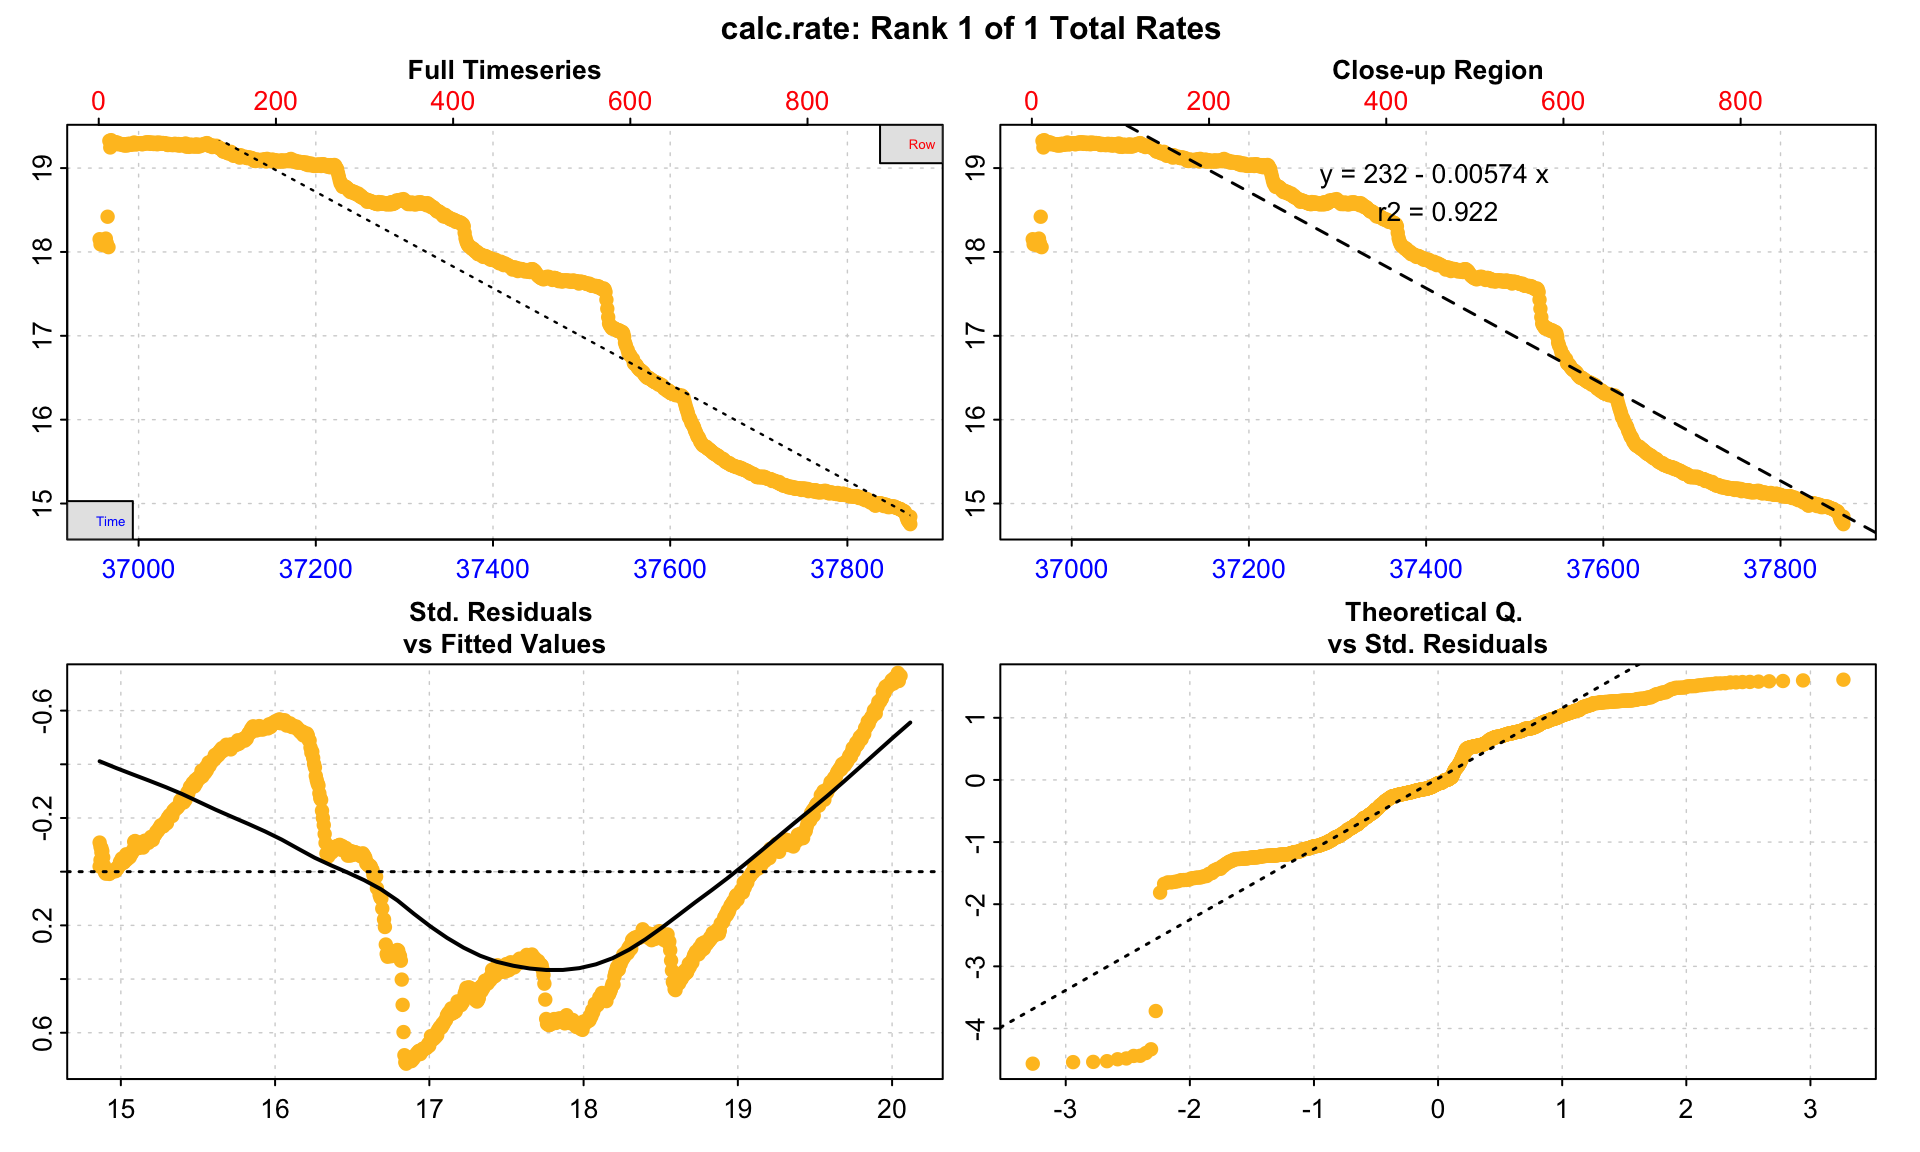 calc.rate: Rank 1 of 1 Total Rates
Full Timeseries
0 200 400 600 800
Row
19
18
17
16
15
Time
37000 37200 37400 37600 37800
Close-up Region
0 200 400 600 800
y = 232 - 0.00574 x
r2 = 0.922
19
18
17
16
15
37000 37200 37400 37600 37800
Std. Residuals
vs Fitted Values
-0.6
-0.2
0.2
0.6
15 16 17 18 19 20
Theoretical Q.
vs Std. Residuals
1
0
-1
-2
-3
-4
-3 -2 -1 0 1 2 3